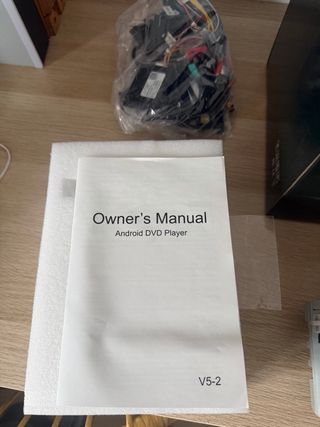 Owner's Manual
Android DVD Player
V5-2